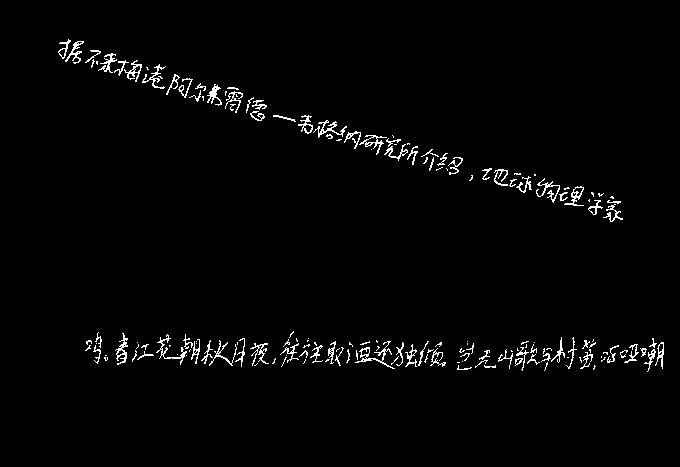 据不来梅港阿尔弗雷德一韦格纳研究所介绍，地球物理学家
鸣。春江花朝秋月夜，往往取酒还独倾。岂无山歌与村笛，呕哑嘲